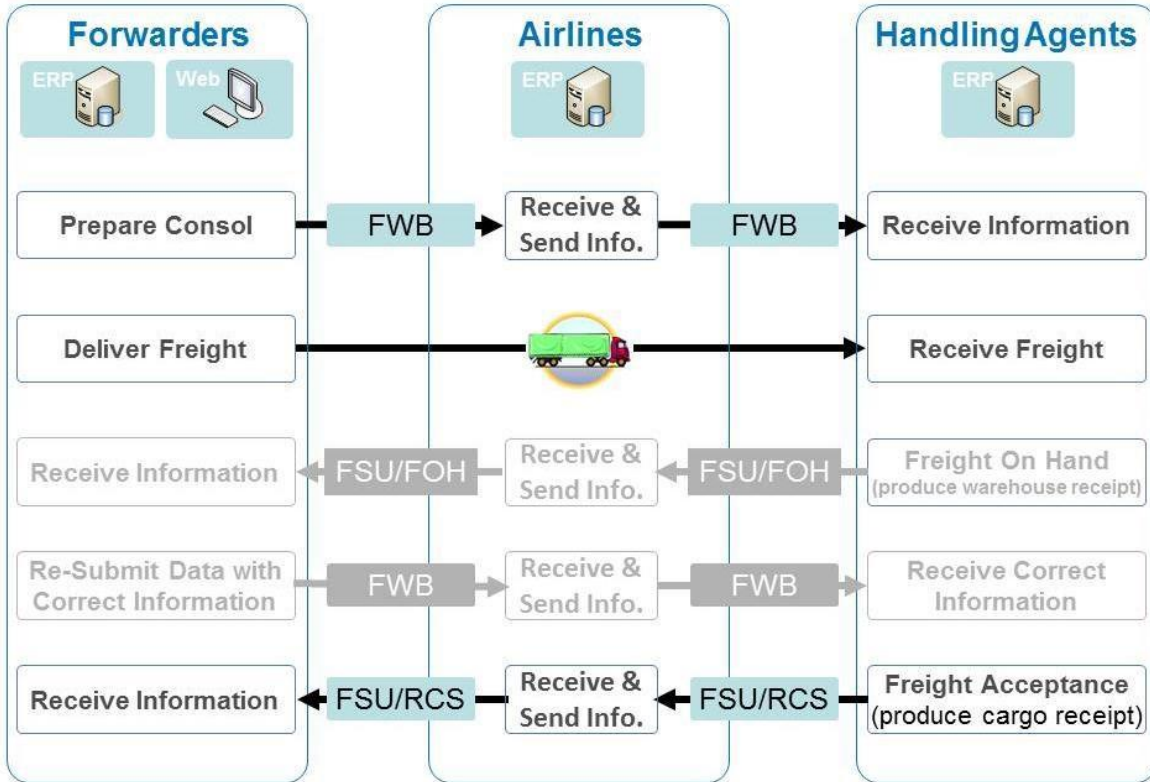 Forwarders
Airlines
Handling Agents
ERP
Web
ERP
ERP
Prepare Consol
FWB
Receive &
Send Info.
FWB
Receive Information
Deliver Freight
Receive Freight
Receive Information
FSU/FOH
Receive &
Send Info.
FSU/FOH
Freight On Hand
(produce warehouse receipt)
Re-Submit Data with
Correct Information
FWB
Receive &
Send Info.
FWB
Receive Correct
Information
Receive Information
FSU/RCS
Receive &
Send Info.
FSU/RCS
Freight Acceptance
(produce cargo receipt)